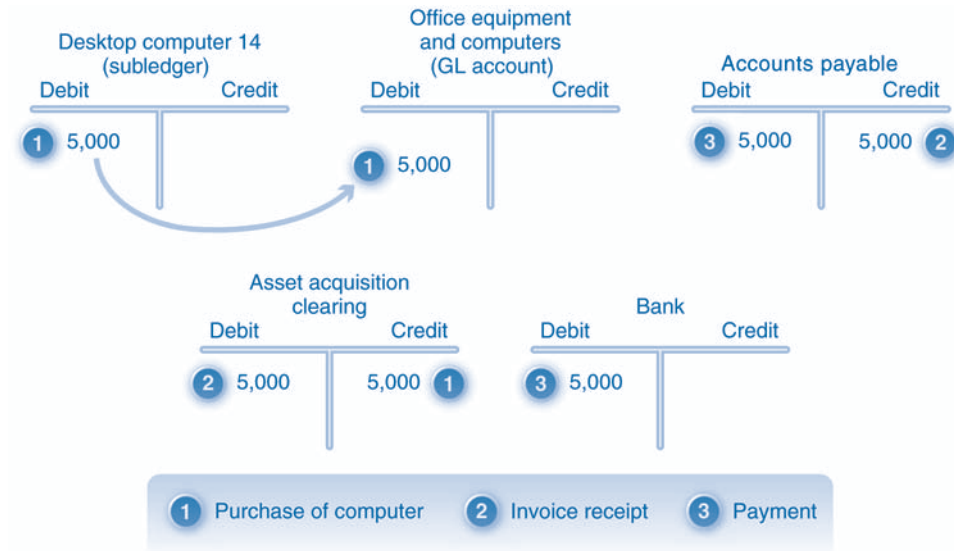 Desktop computer 14
(subledger)
Debit Credit
1 5,000
Office equipment
and computers
(GL account)
Debit Credit
1 5,000
Accounts payable
Debit Credit
3 5,000 5,000 2
Asset acquisition
clearing
Debit Credit
2 5,000 5,000 1
Bank
Debit Credit
3 5,000
1 Purchase of computer 2 Invoice receipt 3 Payment